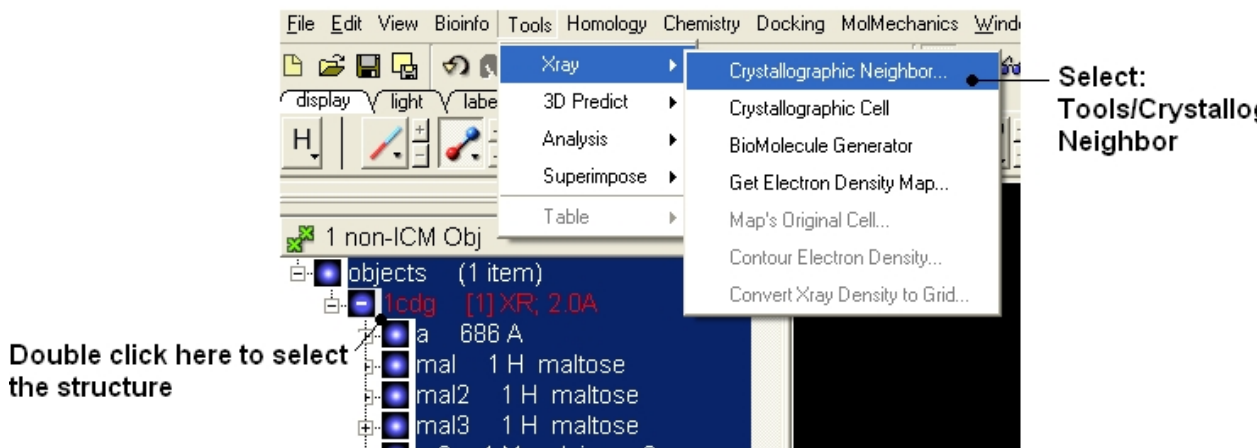 File Edit View Bioinfo Tools Homology Chemistry Docking MolMechanics
display light
H
Xray
3D Predict
Analysis
Superimpose
Table
Crystallographic Neighbor...
Crystallographic Cell
BioMolecule Generator
Get Electron Density Map...
Map's Original Cell...
Contour Electron Density...
Convert Xray Density to Grid...
Select:
Neighbor
1 non-ICM Obj
objects (1 item)
1cdg [1] XR; 2.0A
a 686 A
mal 1 H maltose
mal2 1 H maltose
mal3 1 H maltose
Double click here to select
the structure